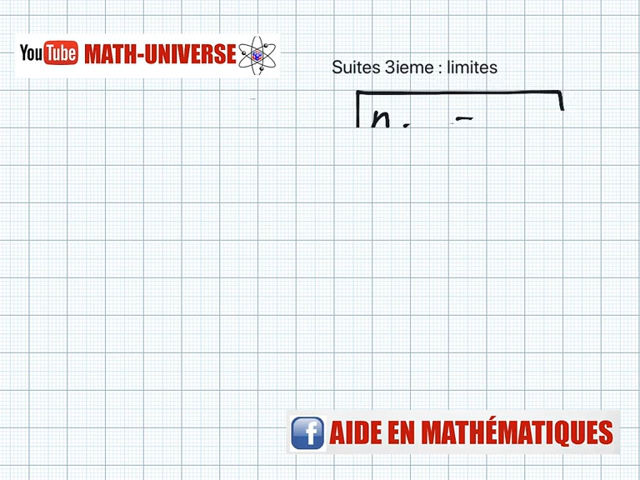 YouTube MATH-UNIVERSE
Suites 3ieme : limites
n
f AIDE EN MATHÉMATIQUES